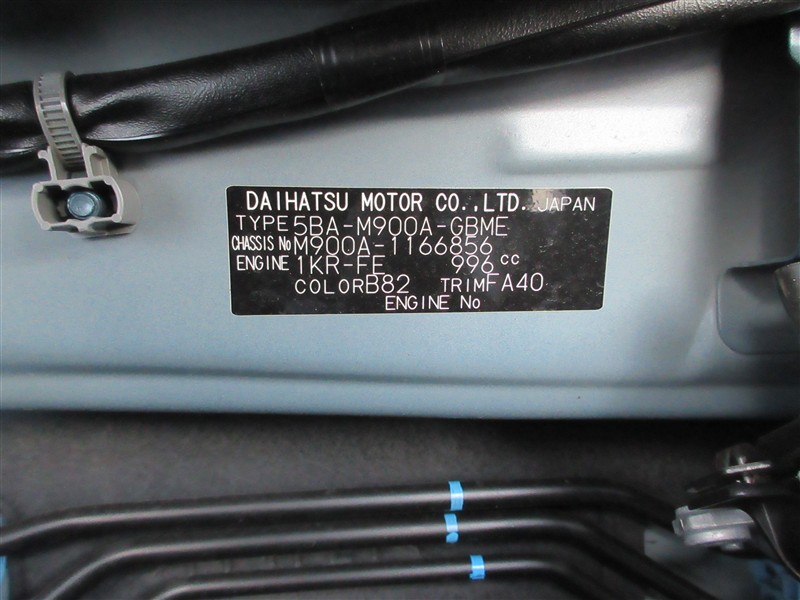 DAIHATSU MOTOR CO.,LTD. JAPAN
TYPE 5BA-M900A-GBME
CHASSIS No M900A-1166856
ENGINE 1KR-FE 996 cc
COLOR B82 TRIM FA40
ENGINE No